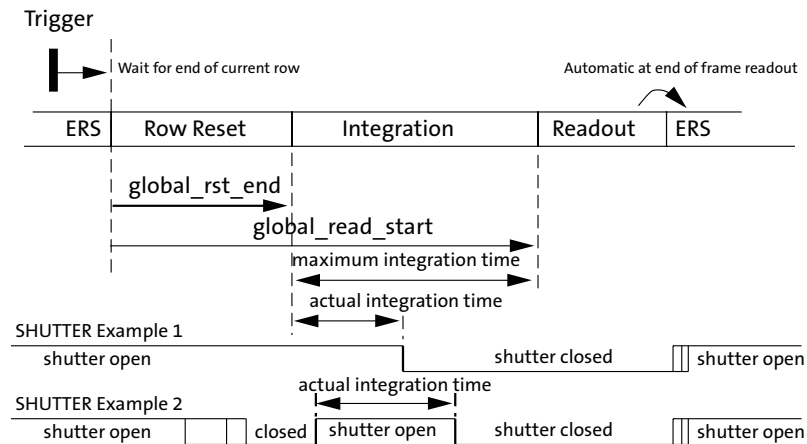 Trigger
Wait for end of current row
Automatic at end of frame readout
ERS Row Reset Integration Readout ERS
global_rst_end
global_read_start
maximum integration time
actual integration time
SHUTTER Example 1
shutter open shutter closed shutter open
actual integration time
SHUTTER Example 2
shutter open closed shutter open shutter closed shutter open